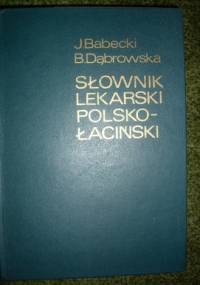 J. Babecki
B. Dąbrowska
SŁOWNIK
LEKARSKI
POLSKO-
ŁACIŃSKI